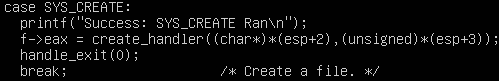 case SYS_CREATE:
printf("Success: SYS_CREATE Ran\n");
f->eax = create_handler((char*)*(esp+2),(unsigned)*(esp+3));
handle_exit(0);
break; /* Create a file. */